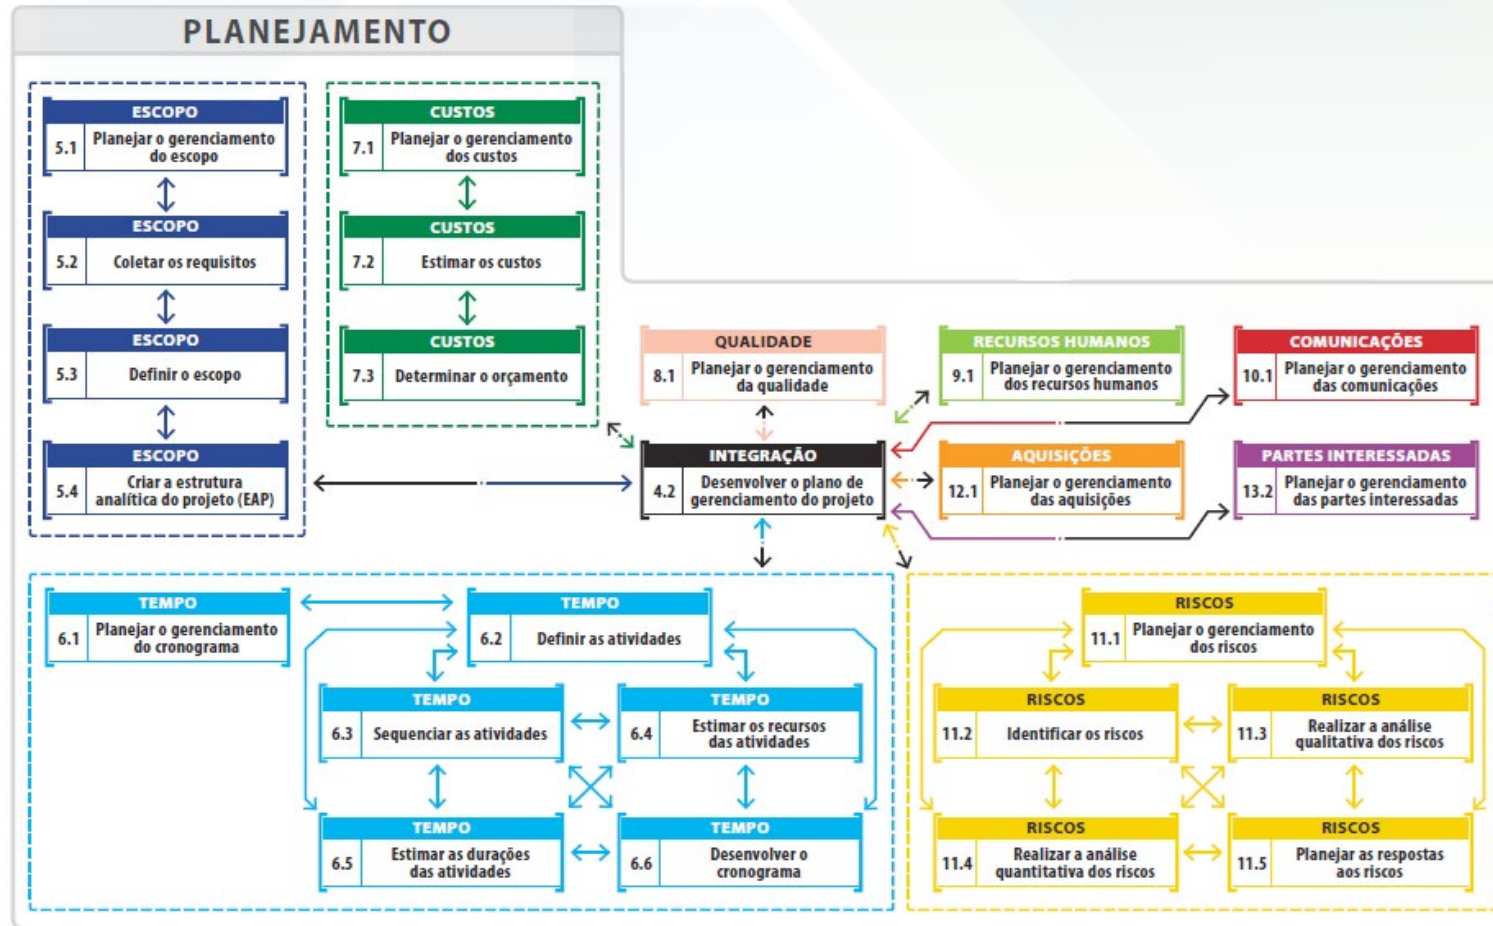 PLANEJAMENTO
ESCOPO
5.1
Planejar o gerenciamento
do escopo
ESCOPO
5.2
Coletar os requisitos
ESCOPO
5.3
Definir o escopo
ESCOPO
5.4
Criar a estrutura
analítica do projeto (EAP)
CUSTOS
7.1
Planejar o gerenciamento
dos custos
CUSTOS
7.2
Estimar os custos
CUSTOS
7.3
Determinar o orçamento
QUALIDADE
8.1
Planejar o gerenciamento
da qualidade
RECURSOS HUMANOS
9.1
Planejar o gerenciamento
dos recursos humanos
COMUNICAÇÕES
10.1
Planejar o gerenciamento
das comunicações
INTEGRAÇÃO
4.2
Desenvolver o plano de
gerenciamento do projeto
AQUISIÇÕES
12.1
Planejar o gerenciamento
das aquisições
PARTES INTERESSADAS
13.2
Planejar o gerenciamento
das partes interessadas
TEMPO
6.1
Planejar o gerenciamento
do cronograma
TEMPO
6.2
Definir as atividades
TEMPO
6.3
Sequenciar as atividades
TEMPO
6.4
Estimar os recursos
das atividades
TEMPO
6.5
Estimar as durações
das atividades
TEMPO
6.6
Desenvolver o
cronograma
RISCOS
11.1
Planejar o gerenciamento
dos riscos
RISCOS
11.2
Identificar os riscos
RISCOS
11.3
Realizar a análise
qualitativa dos riscos
RISCOS
11.4
Realizar a análise
quantitativa dos riscos
RISCOS
11.5
Planejar as respostas
aos riscos